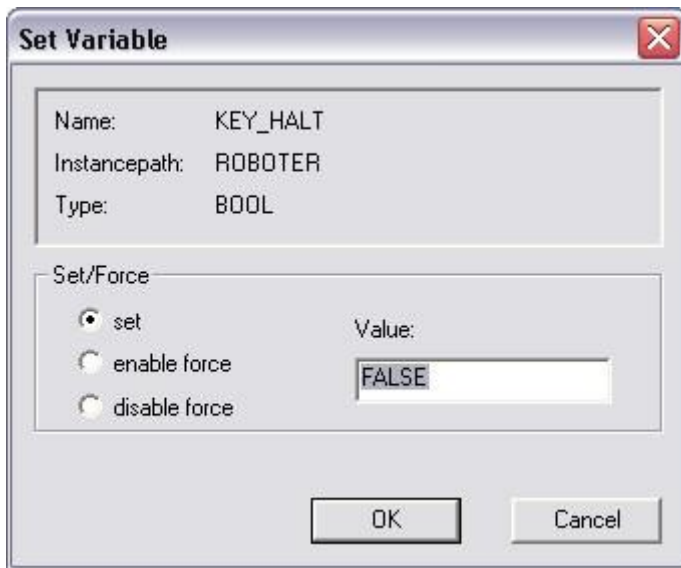 Set Variable
Name: KEY_HALT
Instancepath: ROBOTER
Type: BOOL
Set/Force
set
Value:
enable force
FALSE
disable force
OK Cancel